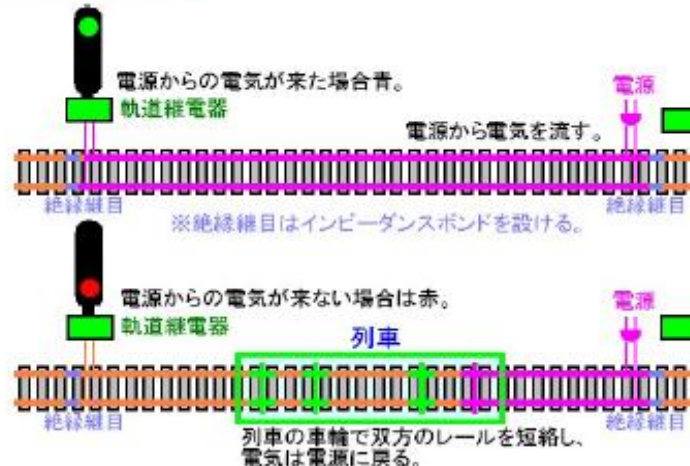 電源からの電気が来た場合青。
軌道継電器
電源
電源から電気を流す。
絶縁継目
絶縁継目
※絶縁継目はインピーダンスボンドを設ける。
電源からの電気が来ない場合は赤。
軌道継電器
電源
列車
絶縁継目
絶縁継目
列車の車輪で双方のレールを短絡し、
電気は電源に戻る。